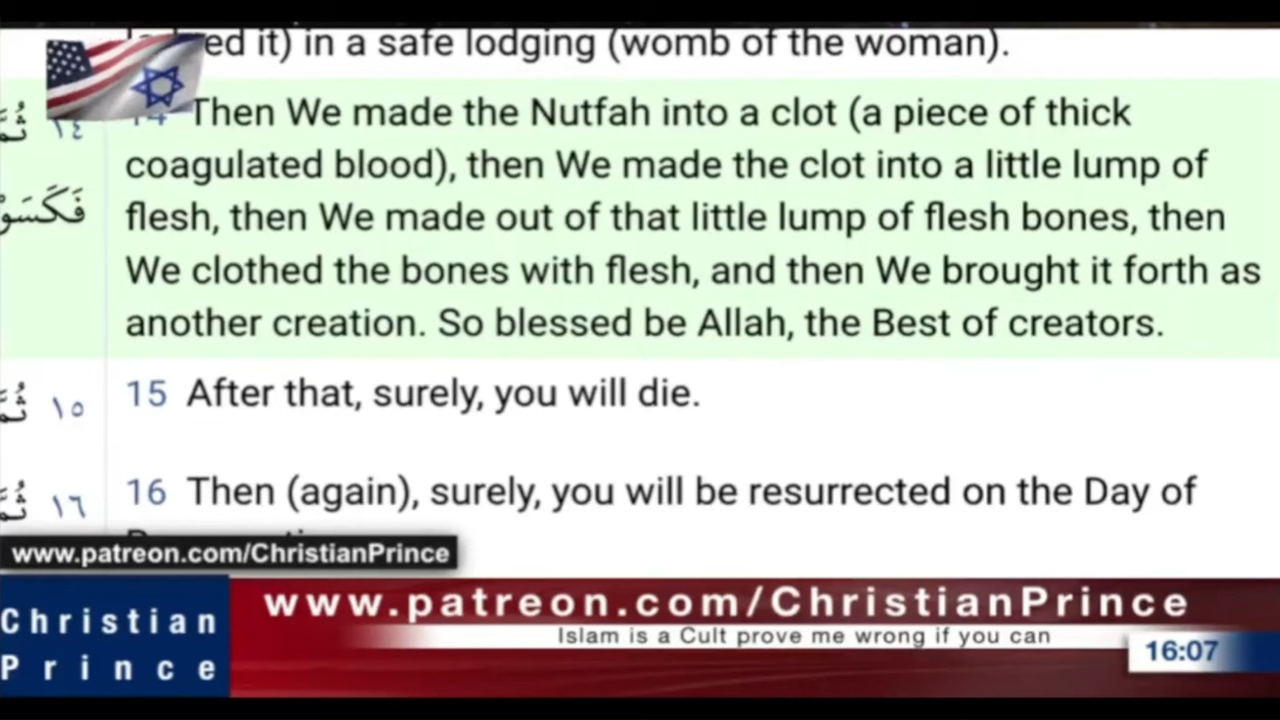 ed it) in a safe lodging (womb of the woman).
١٤ 14 Then We made the Nutfah into a clot (a piece of thick
coagulated blood), then We made the clot into a little lump of
فَكَسَوْ
flesh, then We made out of that little lump of flesh bones, then
We clothed the bones with flesh, and then We brought it forth as
another creation. So blessed be Allah, the Best of creators.
١٥ 15 After that, surely, you will die.
١٦ 16 Then (again), surely, you will be resurrected on the Day of
www.patreon.com/ChristianPrince
Christian
Prince
www.patreon.com/ChristianPrince
Islam is a Cult prove me wrong if you can
16:07